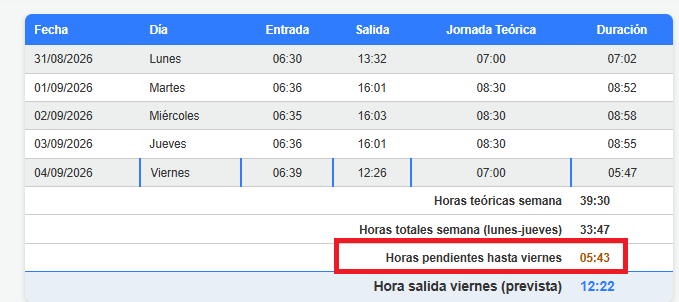 Fecha Día Entrada Salida Jornada Teórica Duración
31/08/2026 Lunes 06:30 13:32 07:00 07:02
01/09/2026 Martes 06:36 16:01 08:30 08:52
02/09/2026 Miércoles 06:35 16:03 08:30 08:58
03/09/2026 Jueves 06:36 16:01 08:30 08:55
04/09/2026 Viernes 06:39 12:26 07:00 05:47
Horas teóricas semana 39:30
Horas totales semana (lunes-jueves) 33:47
Horas pendientes hasta viernes 05:43
Hora salida viernes (prevista) 12:22